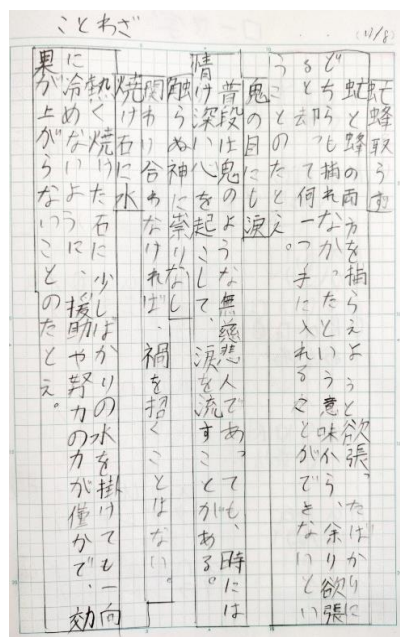 ことわざ
(11/8)
虻蜂取らず
虻と蜂の両方を捕らえようと欲張ったばかりに
どちらも捕れなかったという意味から、余り欲張
ると却って何一つ手に入れることができないとい
うことのたとえ。
鬼の目にも涙
普段は鬼のような無慈悲人であっても、時には
情け深い心を起こして、涙を流すことがある。
触らぬ神に祟りなし
関わり合わなければ、禍を招くことはない。
焼け石に水
熱く焼けた石に少しばかりの水を掛けても一向
に冷めないように、援助や努力の力が僅かで、効
果が上がらないことのたとえ。